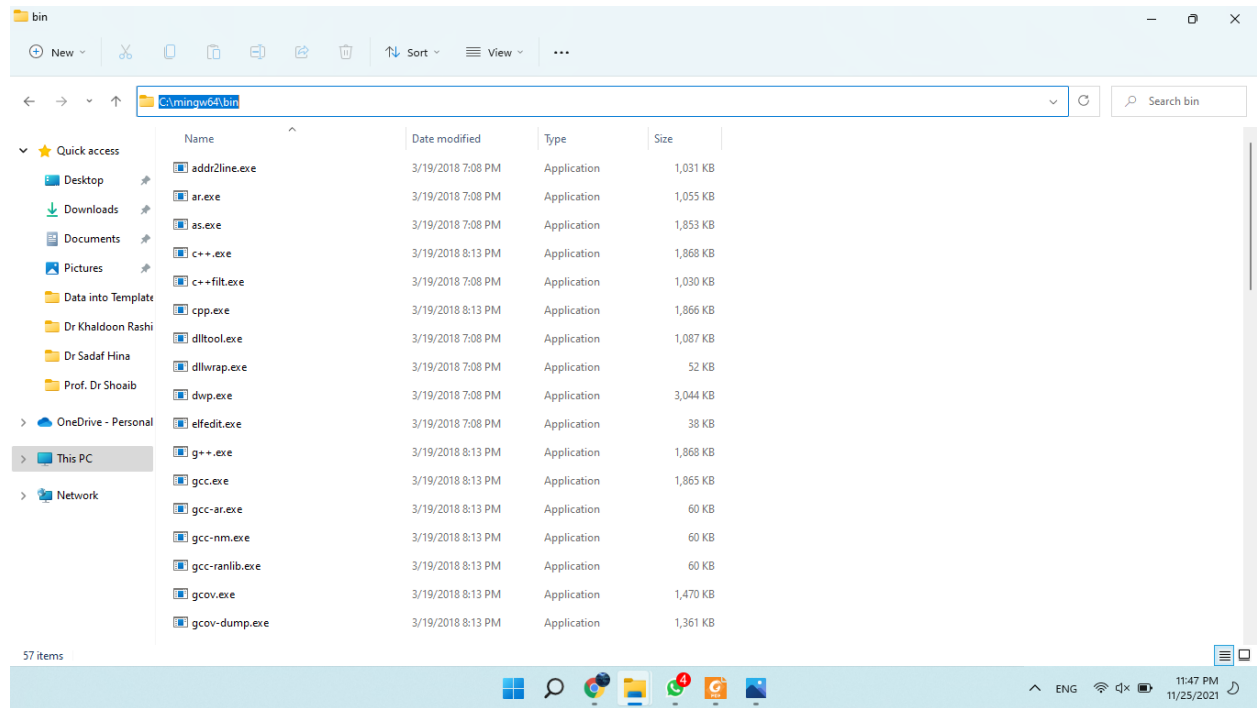 bin
New Sort View
C:\mingw64\bin Search bin
Name Date modified Type Size
Quick access
Desktop
Downloads
Documents
Pictures
Data into Template
Dr Khaldoon Rashi
Dr Sadaf Hina
Prof. Dr Shoaib
OneDrive - Personal
This PC
Network
addr2line.exe 3/19/2018 7:08 PM Application 1,031 KB
ar.exe 3/19/2018 7:08 PM Application 1,055 KB
as.exe 3/19/2018 7:08 PM Application 1,853 KB
c++.exe 3/19/2018 8:13 PM Application 1,868 KB
c++filt.exe 3/19/2018 7:08 PM Application 1,030 KB
cpp.exe 3/19/2018 8:13 PM Application 1,866 KB
dlltool.exe 3/19/2018 7:08 PM Application 1,087 KB
dllwrap.exe 3/19/2018 7:08 PM Application 52 KB
dwp.exe 3/19/2018 7:08 PM Application 3,044 KB
elfedit.exe 3/19/2018 7:08 PM Application 38 KB
g++.exe 3/19/2018 8:13 PM Application 1,868 KB
gcc.exe 3/19/2018 8:13 PM Application 1,865 KB
gcc-ar.exe 3/19/2018 8:13 PM Application 60 KB
gcc-nm.exe 3/19/2018 8:13 PM Application 60 KB
gcc-ranlib.exe 3/19/2018 8:13 PM Application 60 KB
gcov.exe 3/19/2018 8:13 PM Application 1,470 KB
gcov-dump.exe 3/19/2018 8:13 PM Application 1,361 KB
57 items
4
PDF
ENG
11:47 PM
11/25/2021